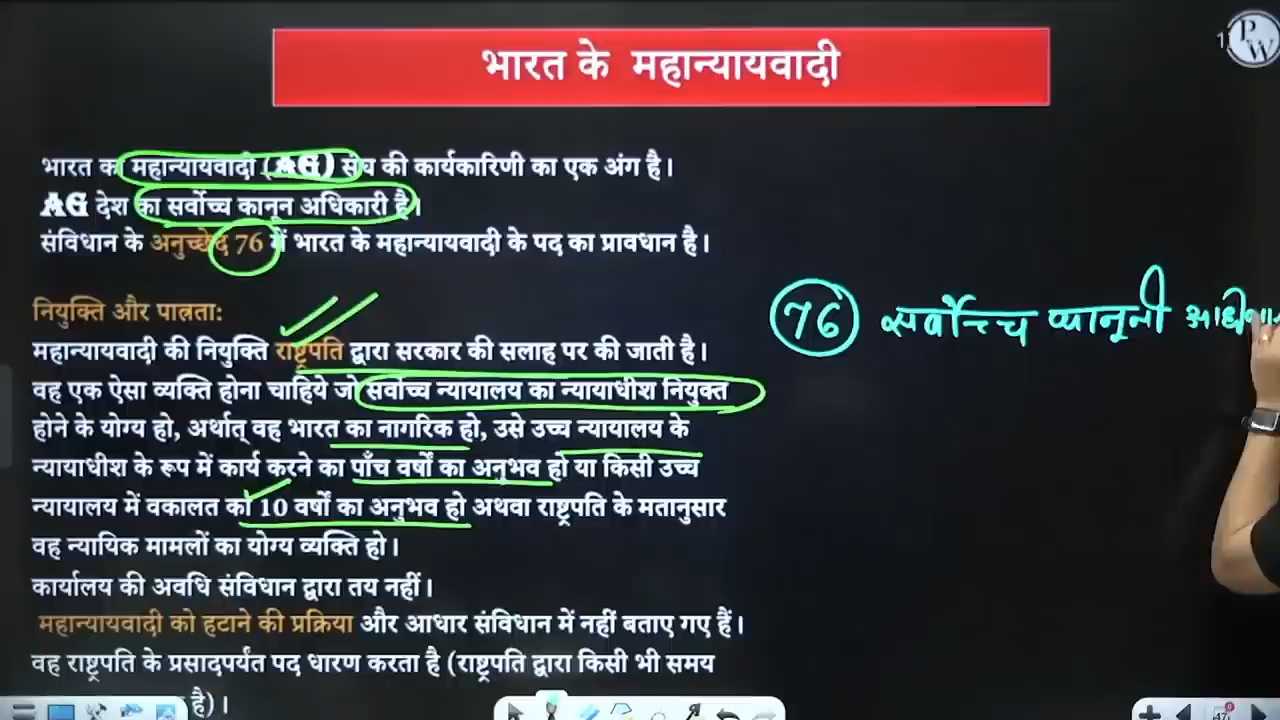 भारत के महान्यायवादी
PW
भारत का महान्यायवादी (AG) संघ की कार्यकारिणी का एक अंग है।
AG देश का सर्वोच्च कानून अधिकारी है।
संविधान के अनुच्छेद 76 में भारत के महान्यायवादी के पद का प्रावधान है।
नियुक्ति और पात्रता:
महान्यायवादी की नियुक्ति राष्ट्रपति द्वारा सरकार की सलाह पर की जाती है।
वह एक ऐसा व्यक्ति होना चाहिये जो सर्वोच्च न्यायालय का न्यायाधीश नियुक्त
होने के योग्य हो, अर्थात् वह भारत का नागरिक हो, उसे उच्च न्यायालय के
न्यायाधीश के रूप में कार्य करने का पाँच वर्षों का अनुभव हो या किसी उच्च
न्यायालय में वकालत का 10 वर्षों का अनुभव हो अथवा राष्ट्रपति के मतानुसार
वह न्यायिक मामलों का योग्य व्यक्ति हो।
कार्यालय की अवधि संविधान द्वारा तय नहीं।
महान्यायवादी को हटाने की प्रक्रिया और आधार संविधान में नहीं बताए गए हैं।
वह राष्ट्रपति के प्रसादपर्यंत पद धारण करता है (राष्ट्रपति द्वारा किसी भी समय
है)।
76 सर्वोच्च कानूनी